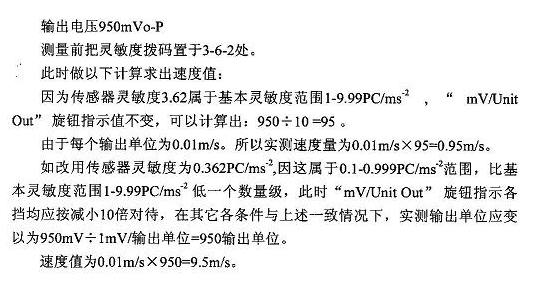 输出电压950mVo-P
测量前把灵敏度拨码置于3-6-2处。
此时做以下计算求出速度值：
因为传感器灵敏度3.62属于基本灵敏度范围1-9.99PC/ms⁻²，“ mV/Unit
Out”旋钮指示值不变，可以计算出：950÷10 =95 。
由于每个输出单位为0.01m/s。所以实测速度量为0.01m/s×95=0.95m/s。
如改用传感器灵敏度为0.362PC/ms⁻²,因这属于0.1-0.999PC/ms⁻²范围，比基
本灵敏度范围1-9.99PC/ms⁻² 低一个数量级，此时“mV/Unit Out” 旋钮指示各
挡均应按减小10倍对待，在其它各条件与上述一致情况下，实测输出单位应变
以为950mV÷1mV/输出单位=950输出单位。
速度值为0.01m/s×950=9.5m/s。